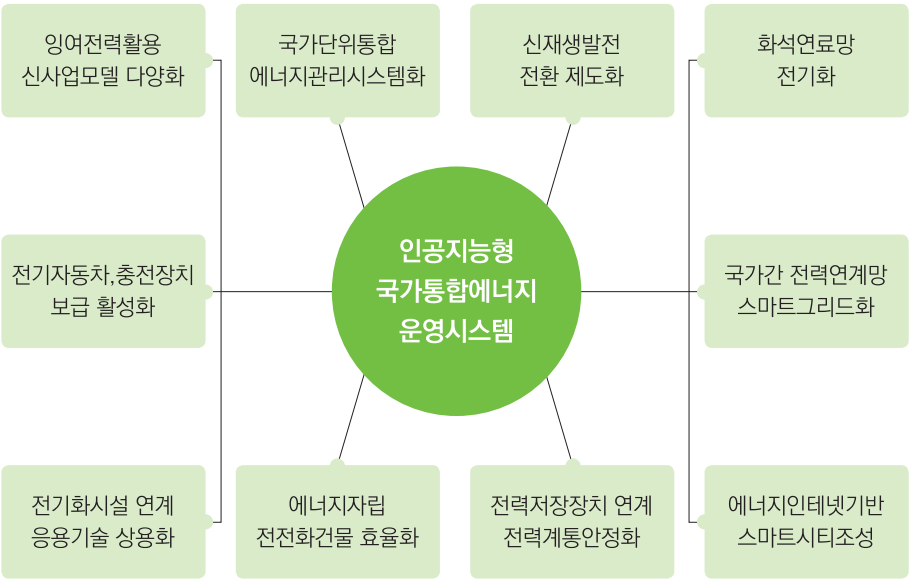 잉여전력활용
신사업모델 다양화
국가단위통합
에너지관리시스템화
신재생발전
전환 제도화
화석연료망
전기화
전기자동차,충전장치
보급 활성화
인공지능형
국가통합에너지
운영시스템
국가간 전력연계망
스마트그리드화
전기화시설 연계
응용기술 상용화
에너지자립
전전화건물 효율화
전력저장장치 연계
전력계통안정화
에너지인테넷기반
스마트시티조성